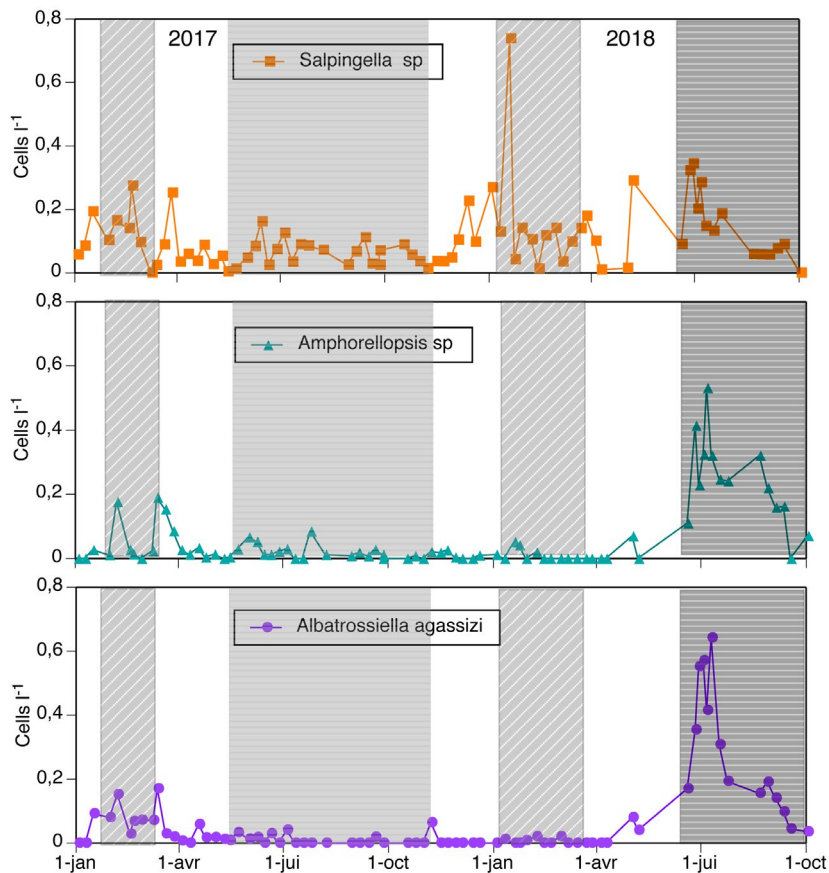 0,8
2017
2018
Salpingella sp
0,6
Cells l-1
0,4
0,2
0
0,8
Amphorellopsis sp
0,6
Cells l-1
0,4
0,2
0
0,8
Albatrossiella agassizi
0,6
Cells l-1
0,4
0,2
0
1-jan 1-avr 1-jul 1-oct 1-jan 1-avr 1-jul 1-oct